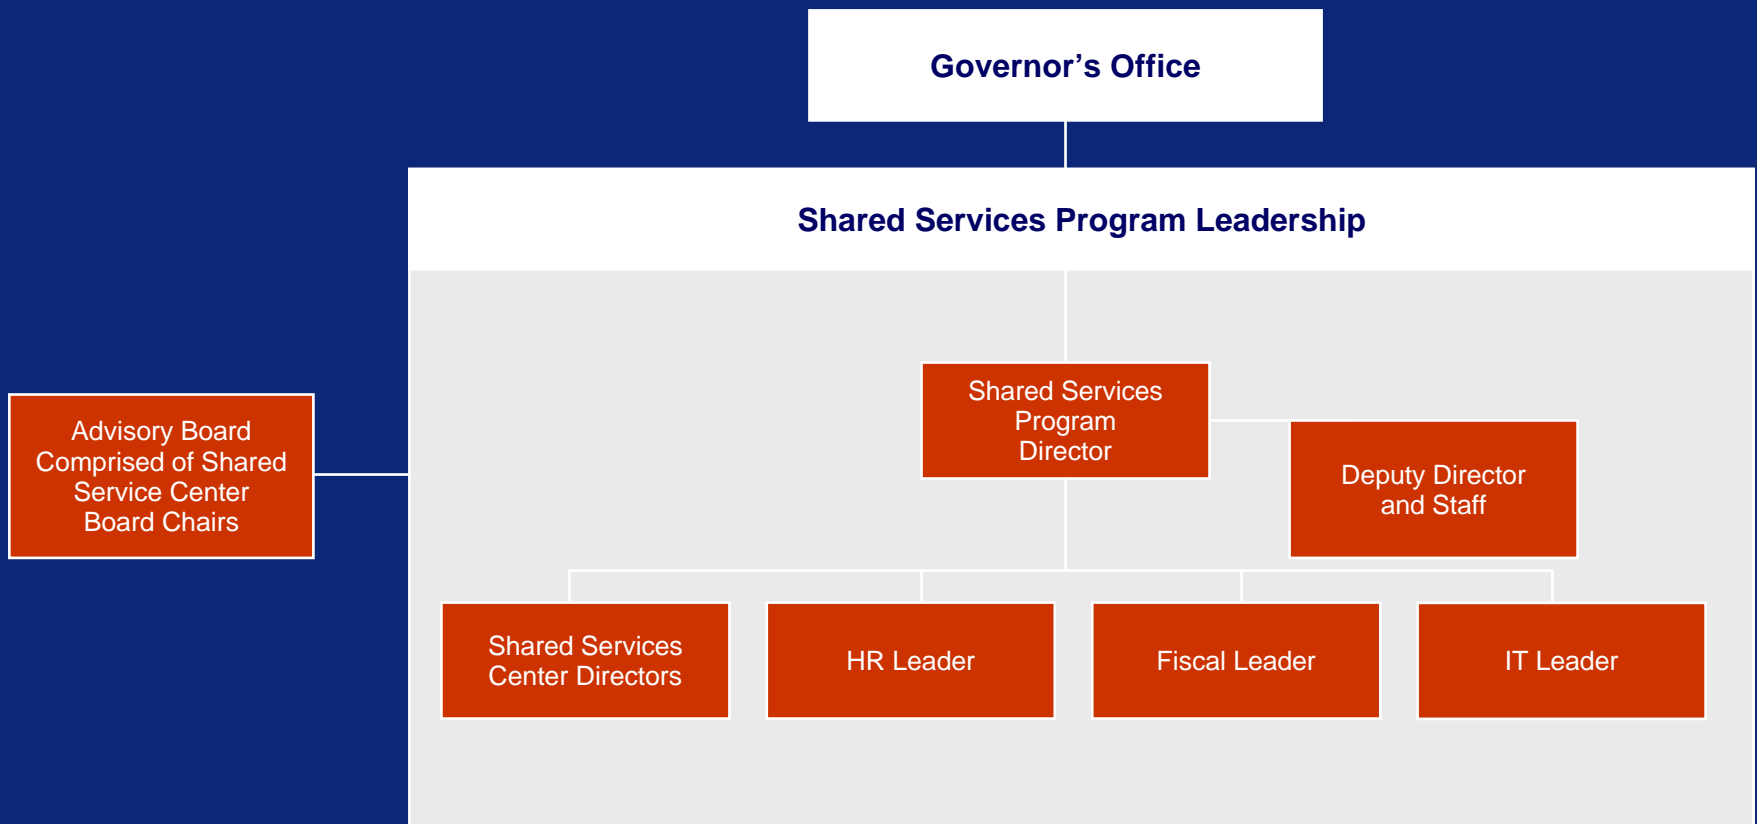 Governor’s Office
Shared Services Program Leadership
Shared Services
Program
Director
Advisory Board
Comprised of Shared
Service Center
Board Chairs
Deputy Director
and Staff
Shared Services
Center Directors
HR Leader
Fiscal Leader
IT Leader